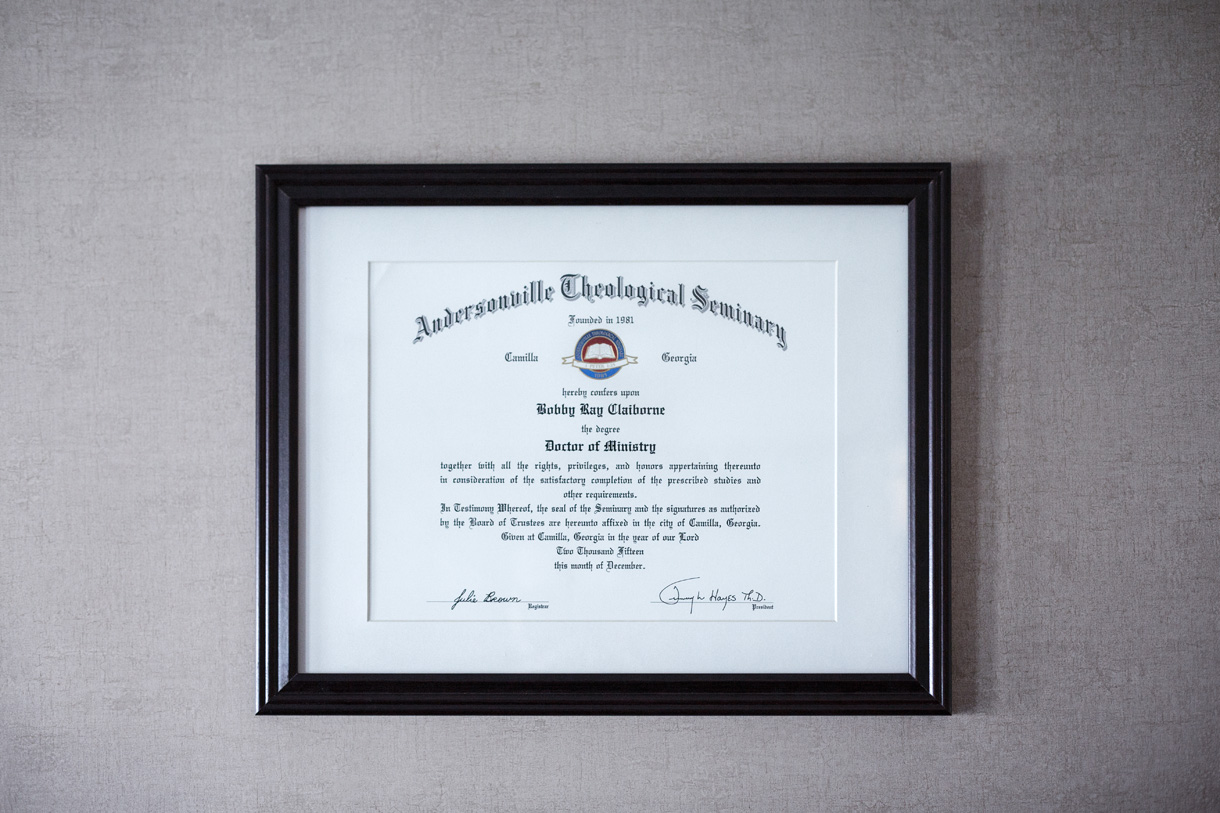 Andersonville Theological Seminary
Founded in 1981
Camilla Georgia
hereby confers upon
Bobby Ray Claiborne
the degree
Doctor of Ministry
together with all the rights, privileges, and honors appertaining thereunto
in consideration of the satisfactory completion of the prescribed studies and
other requirements.
In Testimony Whereof, the seal of the Seminary and the signatures as authorized
by the Board of Trustees are hereunto affixed in the city of Camilla, Georgia.
Given at Camilla, Georgia in the year of our Lord
Two Thousand Fifteen
this month of December.
Julie Brown Hayes Th.D.
Registrar President